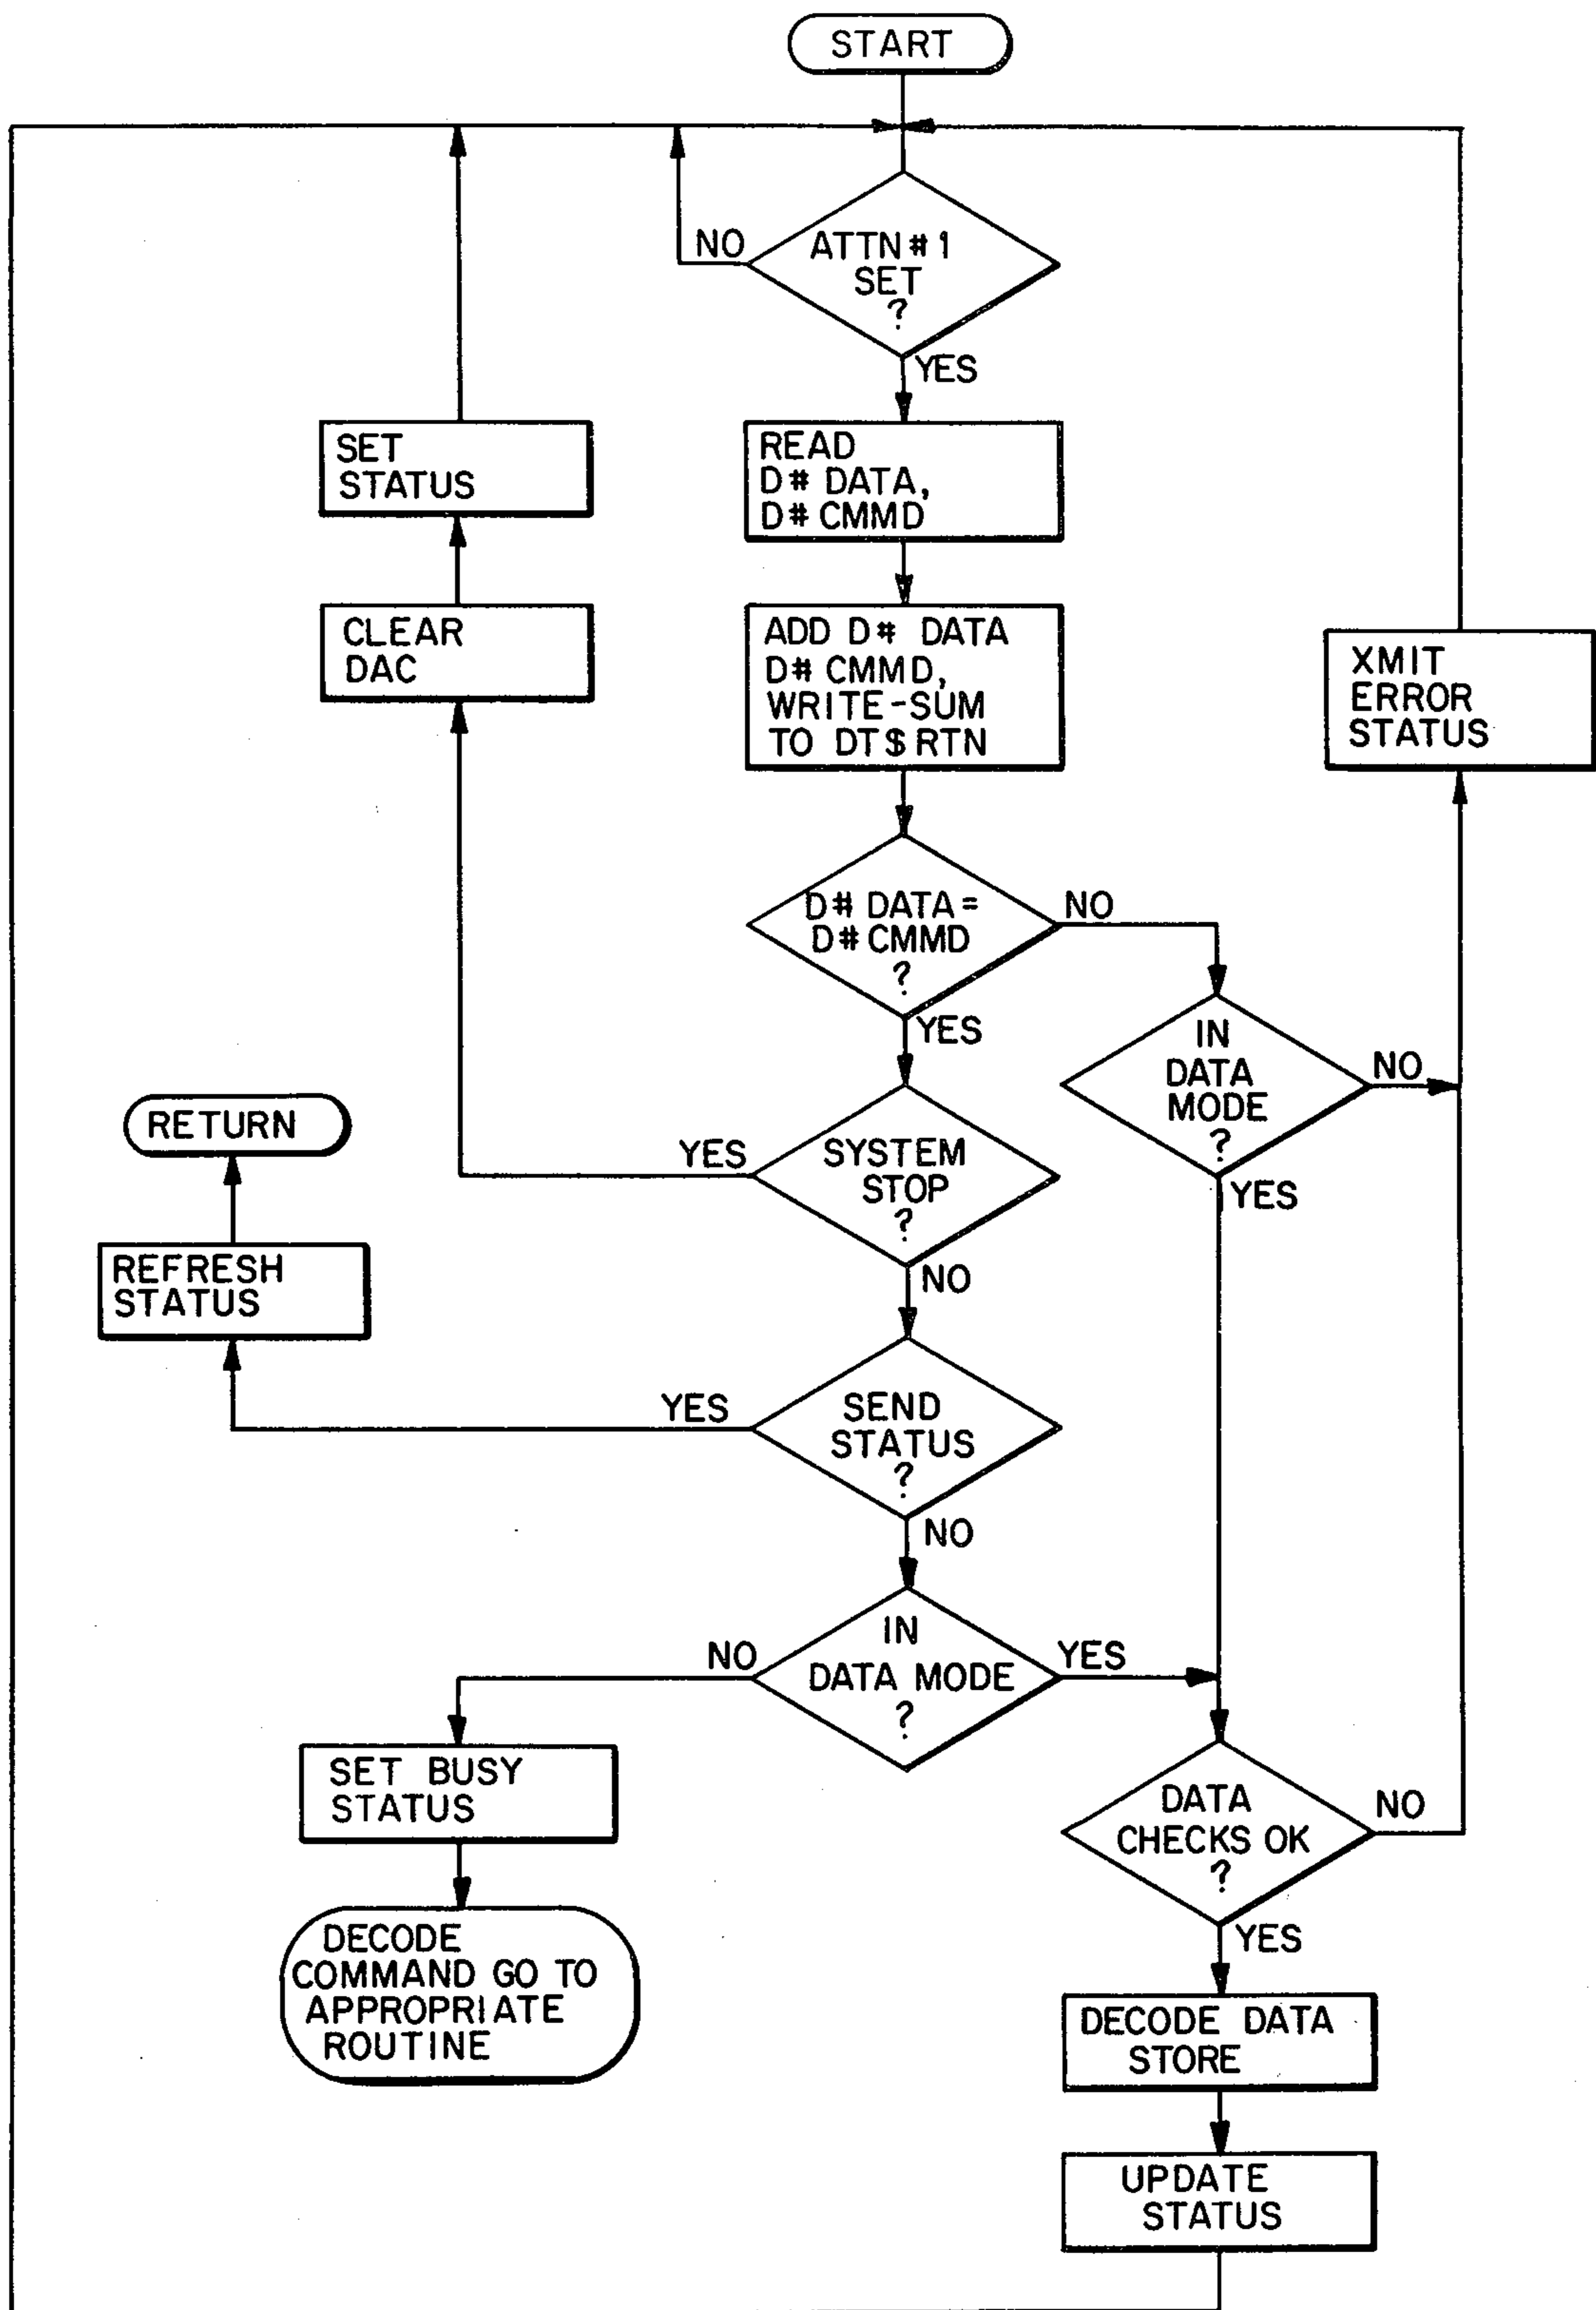 START
NO
ATTN#1
SET
?
YES
SET
STATUS
READ
D# DATA,
D# CMMD
CLEAR
DAC
ADD D# DATA
D# CMMD,
WRITE-SUM
TO DT$RTN
XMIT
ERROR
STATUS
D# DATA=
D# CMMD
?
NO
YES
IN
DATA
MODE
?
NO
YES
RETURN
YES
SYSTEM
STOP
?
NO
REFRESH
STATUS
YES
SEND
STATUS
?
NO
NO
IN
DATA MODE
?
YES
SET BUSY
STATUS
DATA
CHECKS OK
?
NO
YES
DECODE
COMMAND GO TO
APPROPRIATE
ROUTINE
DECODE DATA
STORE
UPDATE
STATUS